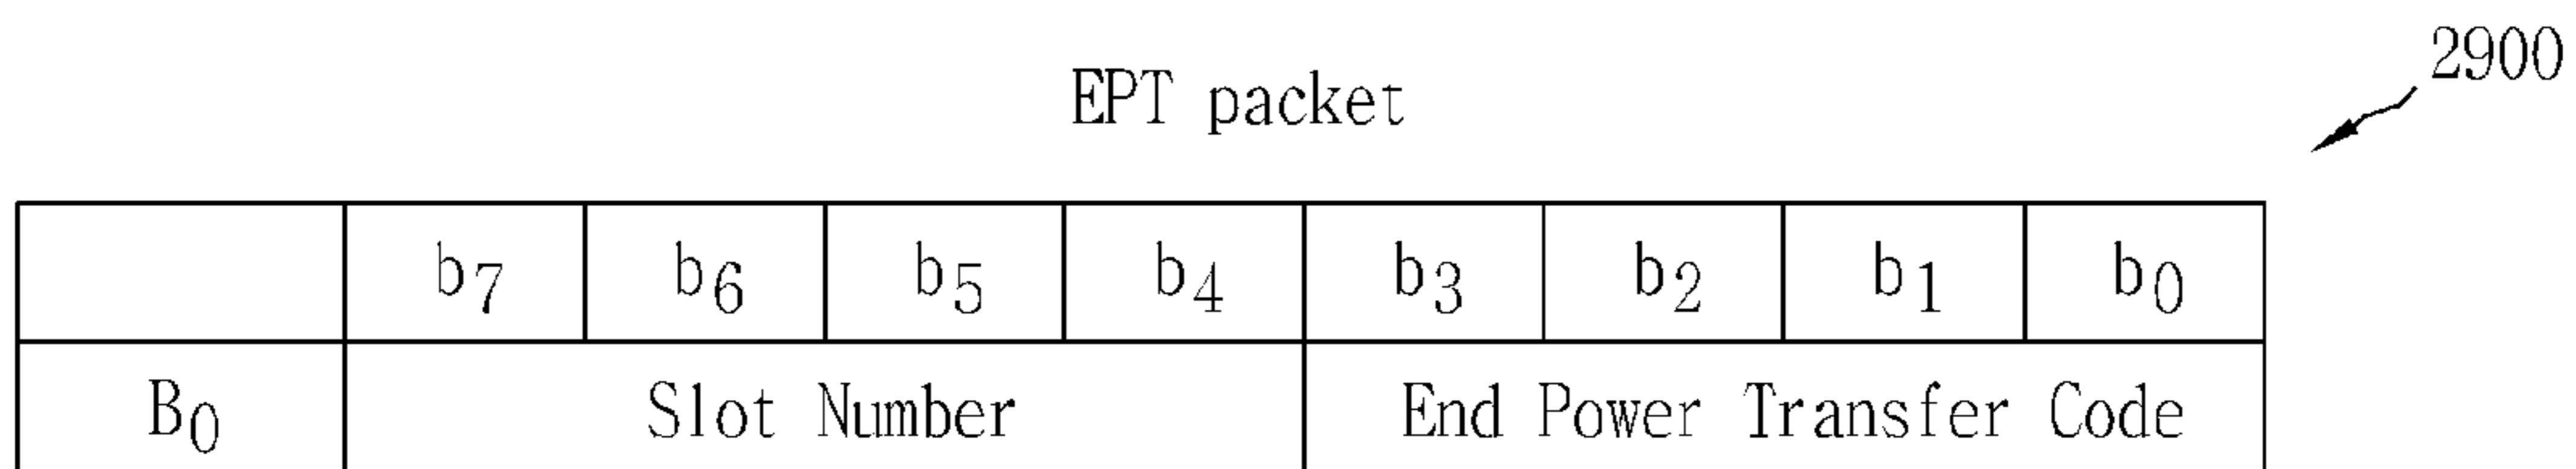 2900
EPT packet
b7 b6 b5 b4 b3 b2 b1 b0
B0 Slot Number End Power Transfer Code